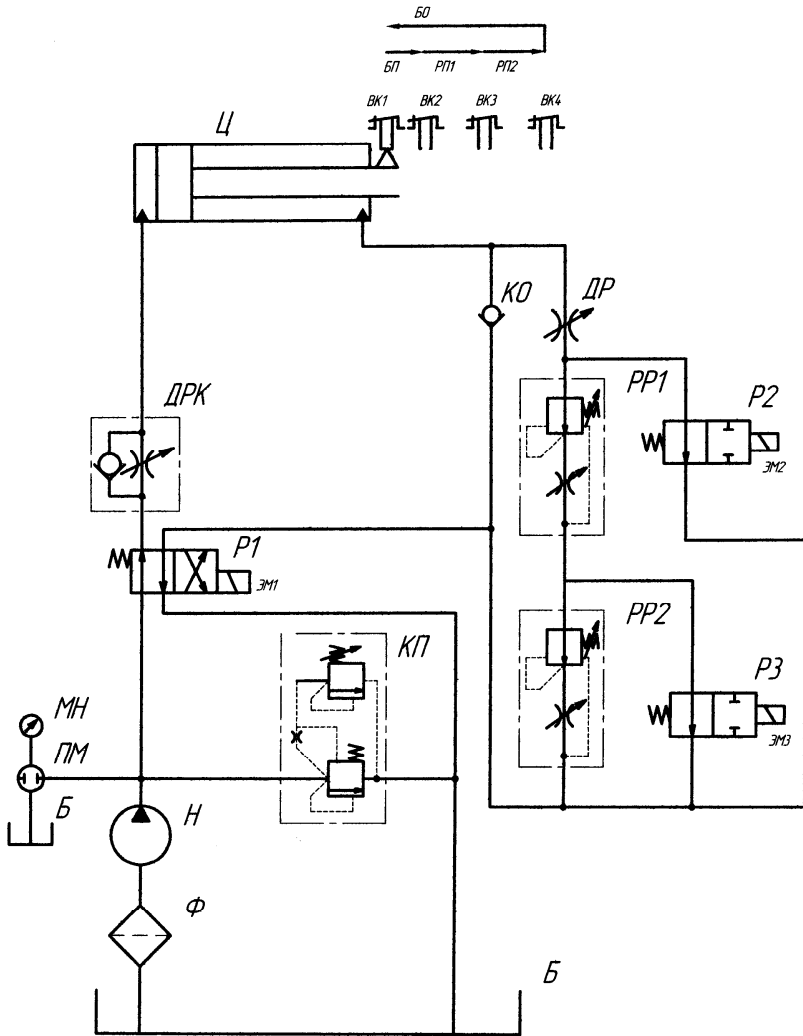 БО
БП РП1 РП2
ВК1 ВК2 ВК3 ВК4
Ц
КО
ДР
ДРК
РР1
Р2
ЭМ2
Р1
ЭМ1
КП
РР2
Р3
ЭМ3
МН
ПМ
Б
Н
Ф
Б